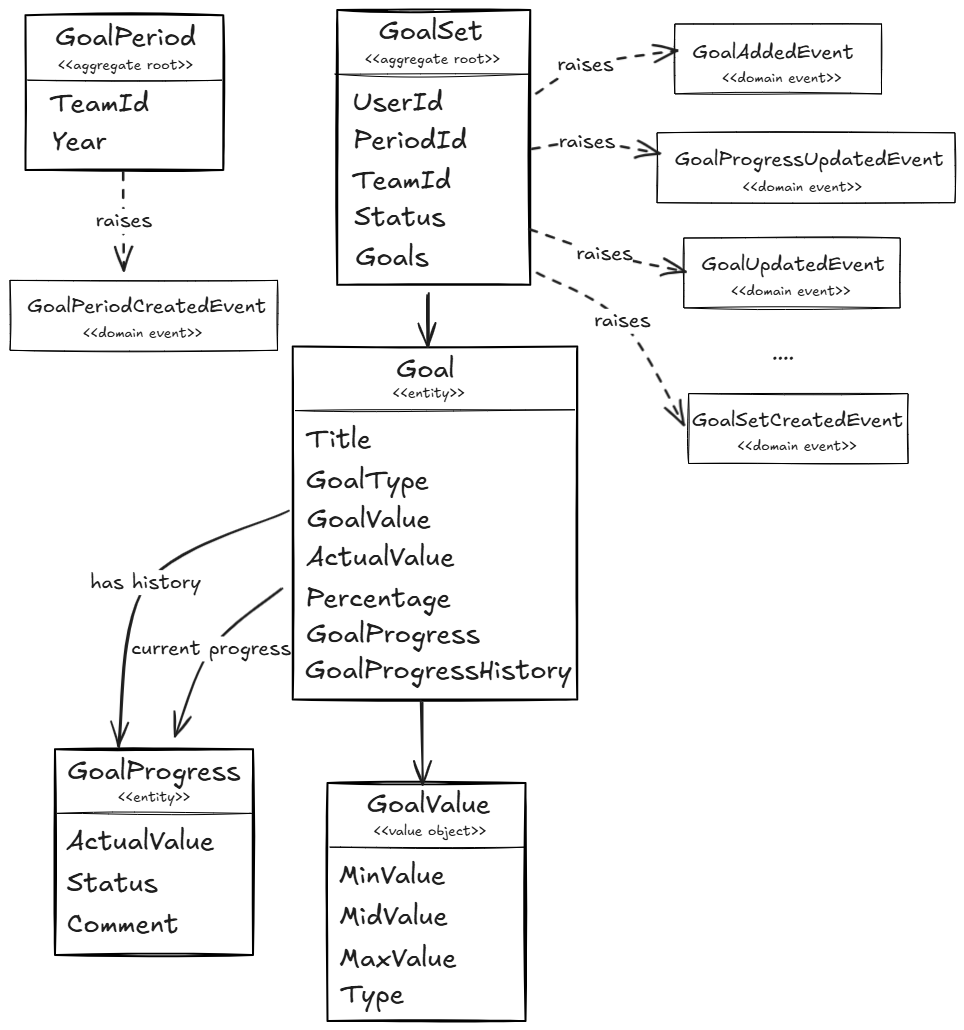 GoalPeriod
<<aggregate root>>
TeamId
Year
raises
GoalPeriodCreatedEvent
<<domain event>>
GoalSet
<<aggregate root>>
UserId
PeriodId
TeamId
Status
Goals
raises
GoalAddedEvent
<<domain event>>
raises
GoalProgressUpdatedEvent
<<domain event>>
raises
GoalUpdatedEvent
<<domain event>>
raises
....
GoalSetCreatedEvent
<<domain event>>
Goal
<<entity>>
Title
GoalType
GoalValue
ActualValue
Percentage
GoalProgress
GoalProgressHistory
has history
current progress
GoalProgress
<<entity>>
ActualValue
Status
Comment
GoalValue
<<value object>>
MinValue
MidValue
MaxValue
Type